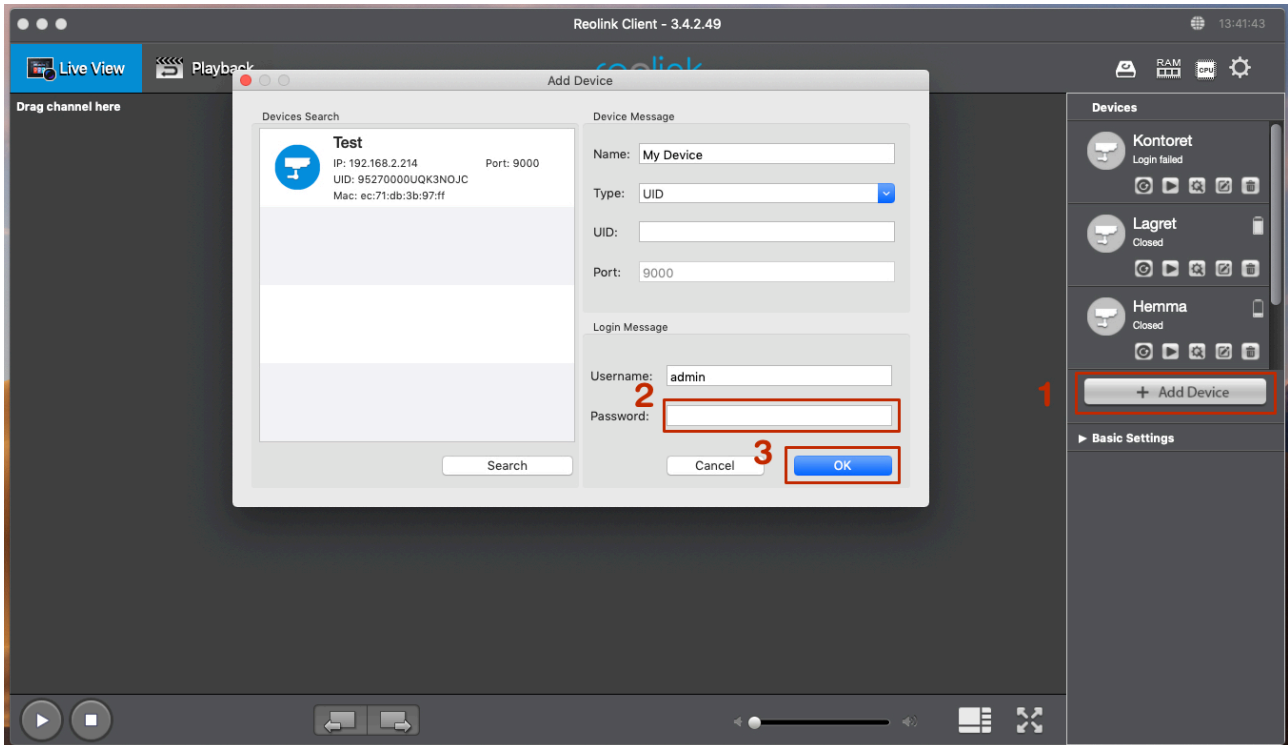 Reolink Client - 3.4.2.49
13:41:43
Live View
Playback
reolink
RAM
CPU
Drag channel here
Add Device
Devices Search
Test
IP: 192.168.2.214 Port: 9000
UID: 95270000UQK3NOJC
Mac: ec:71:db:3b:97:ff
Search
Device Message
Name: My Device
Type: UID
UID:
Port: 9000
Login Message
Username: admin
2
Password:
3
Cancel
OK
Devices
Kontoret
Login failed
Lagret
Closed
Hemma
Closed
1
+ Add Device
Basic Settings